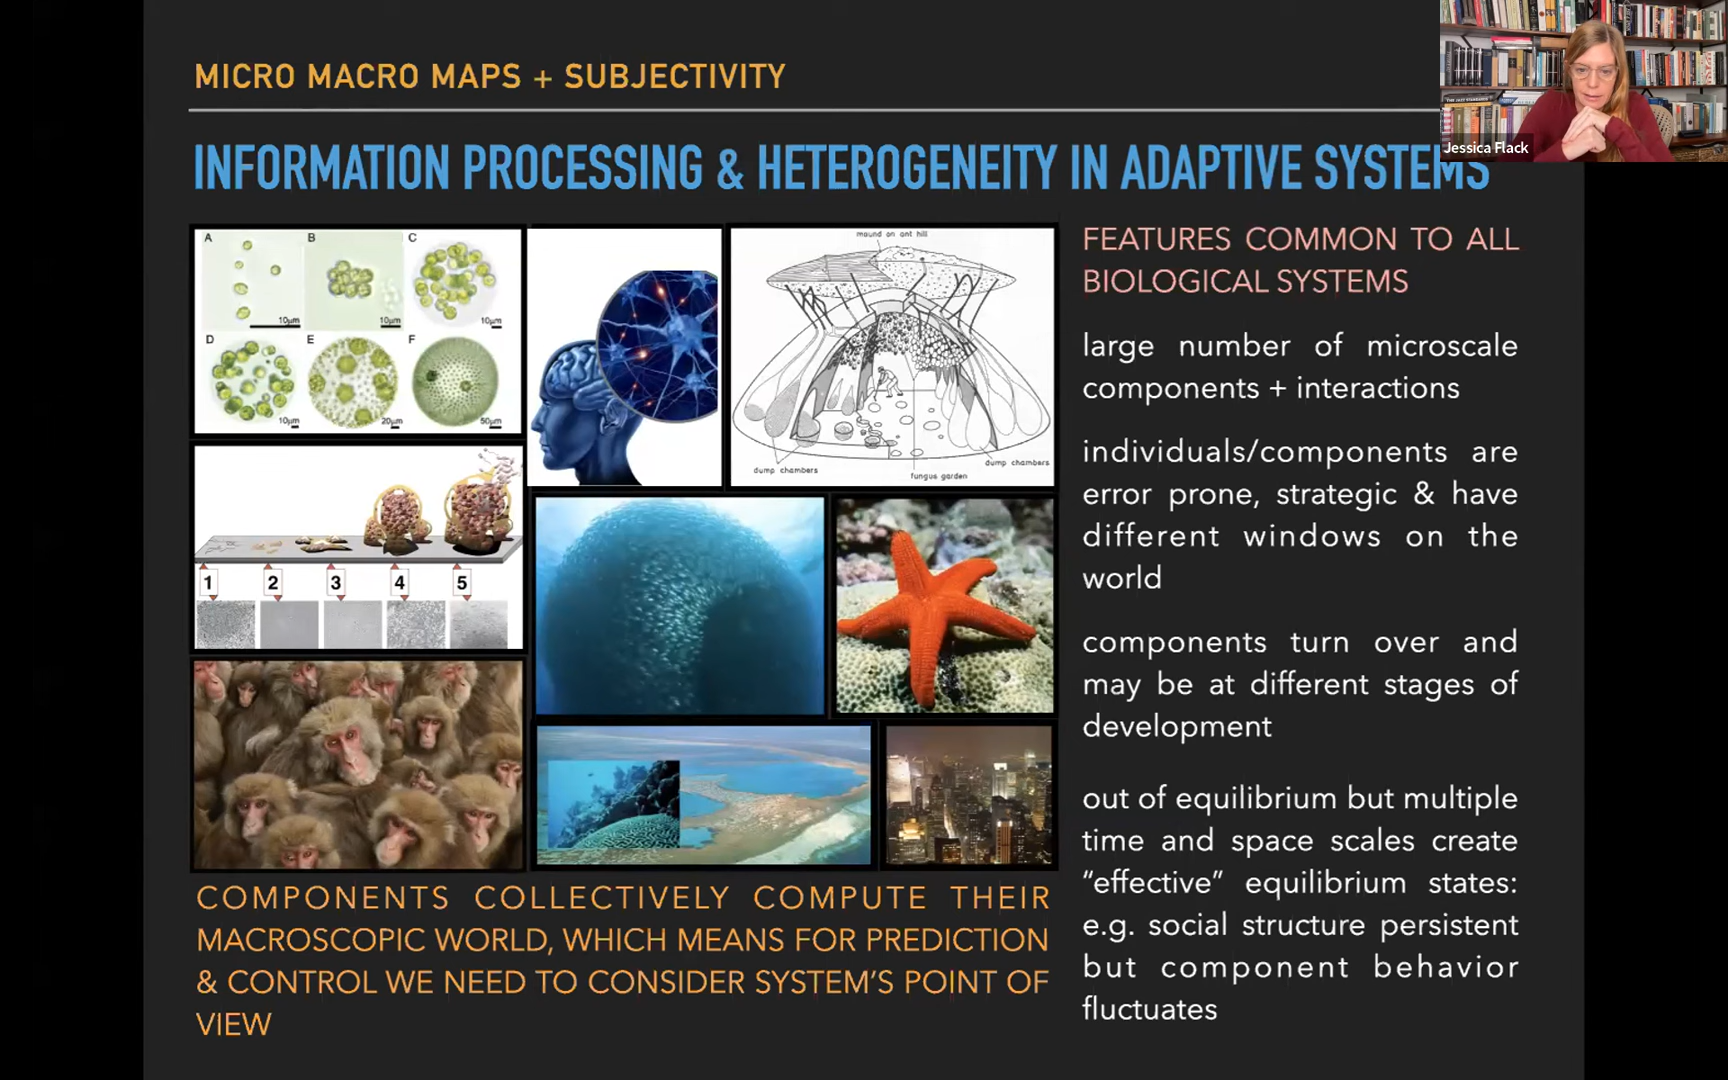 MICRO MACRO MAPS + SUBJECTIVITY
Jessica Flack
INFORMATION PROCESSING & HETEROGENEITY IN ADAPTIVE SYSTEMS
A B C
10μm 10μm 10μm
D E F
10μm 20μm 50μm
mound on ant hill
dump chambers
fungus garden
dump chambers
1 2 3 4 5
COMPONENTS COLLECTIVELY COMPUTE THEIR
MACROSCOPIC WORLD, WHICH MEANS FOR PREDICTION
& CONTROL WE NEED TO CONSIDER SYSTEM'S POINT OF
VIEW
FEATURES COMMON TO ALL
BIOLOGICAL SYSTEMS
large number of microscale
components + interactions
individuals/components are
error prone, strategic & have
different windows on the
world
components turn over and
may be at different stages of
development
out of equilibrium but multiple
time and space scales create
“effective” equilibrium states:
e.g. social structure persistent
but component behavior
fluctuates